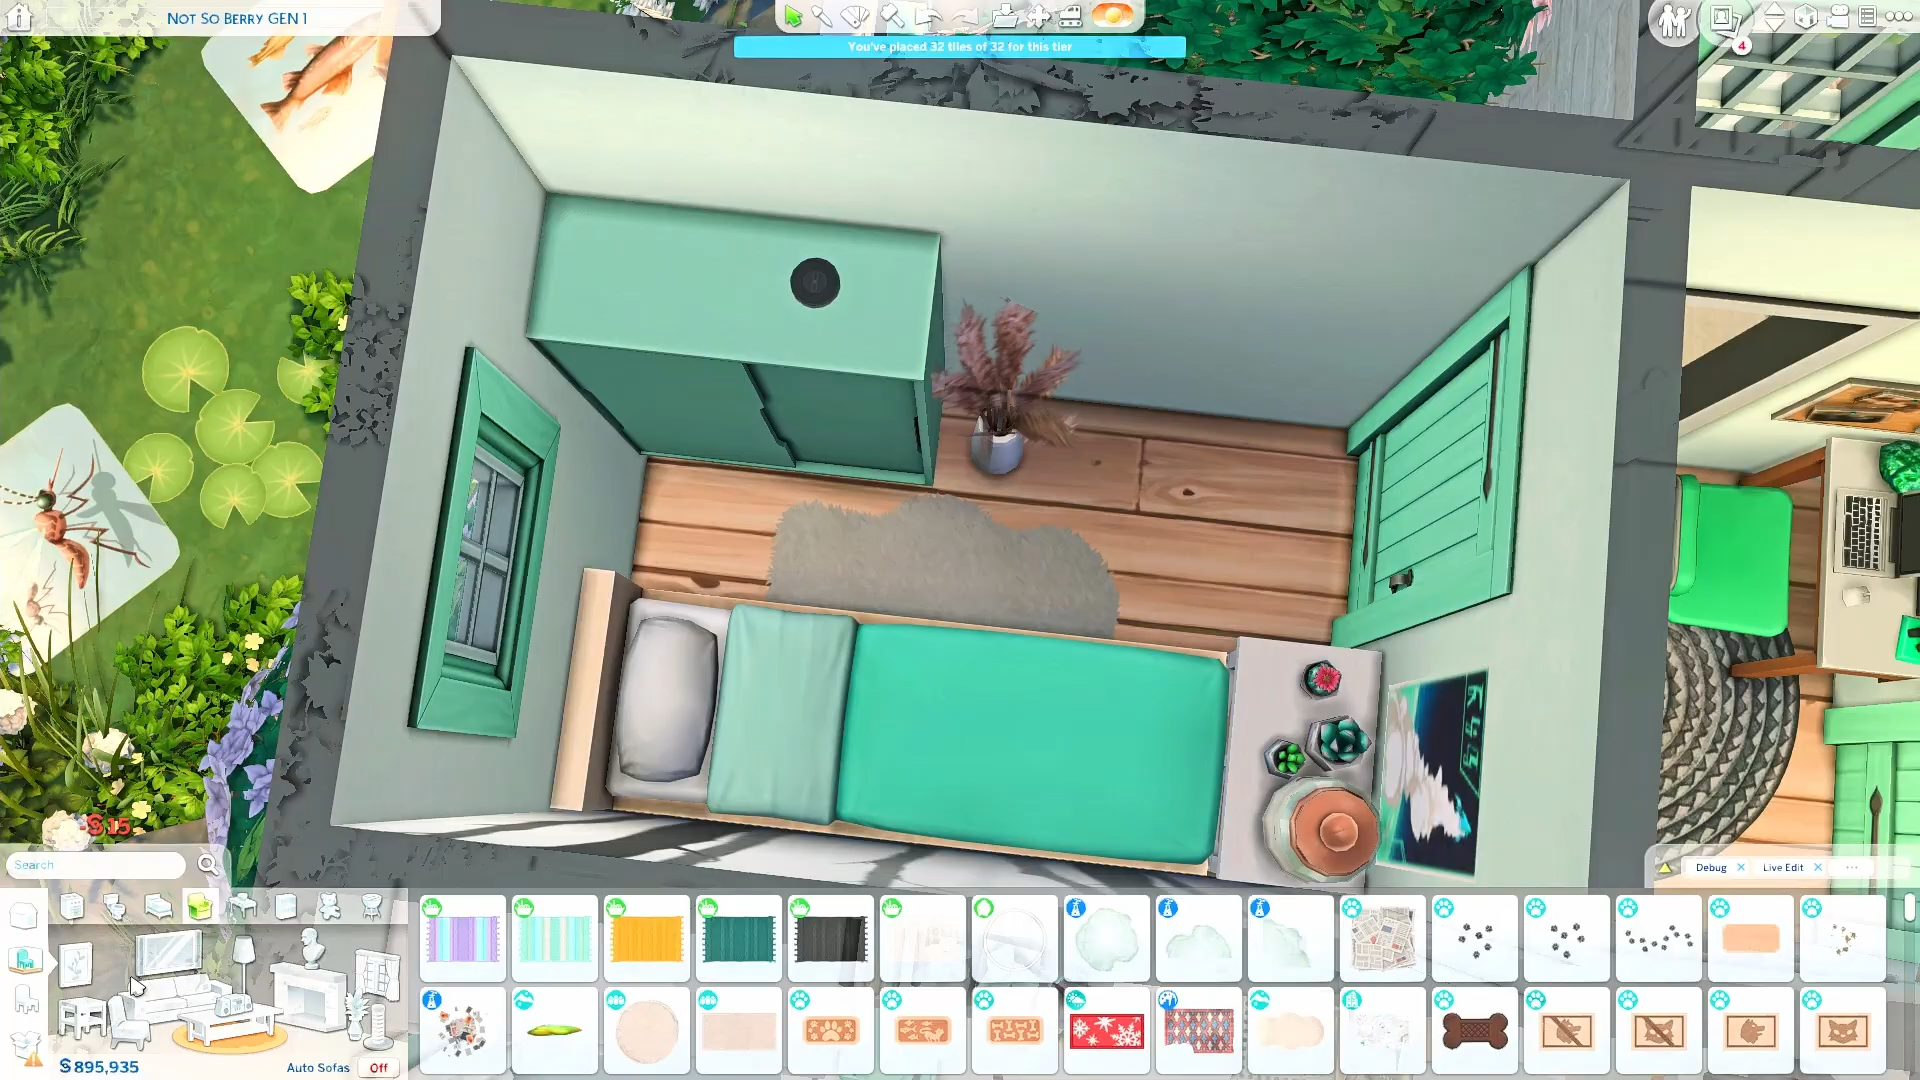 NOT SO BERRY GEN 1
You've placed 32 tiles of 32 for this tier
4
-§15
Search
Debug
Live Edit
§895,935
Auto Sofas
Off